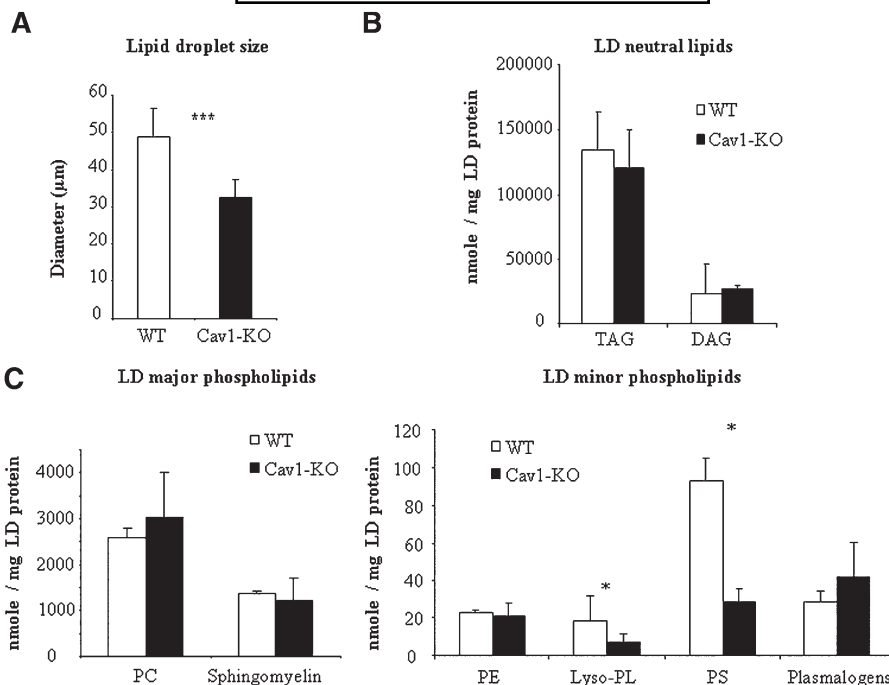 A
Lipid droplet size
60
50
40
30
20
10
0
Diameter (µm)
***
WT Cav1-KO
B
LD neutral lipids
200000
150000
100000
50000
0
nmole / mg LD protein
WT
Cav1-KO
TAG DAG
C
LD major phospholipids
4000
3000
2000
1000
0
nmole / mg LD protein
WT
Cav1-KO
PC Sphingomyelin
LD minor phospholipids
120
100
80
60
40
20
0
nmole / mg LD protein
WT
Cav1-KO
*
*
PE Lyso-PL PS Plasmalogens